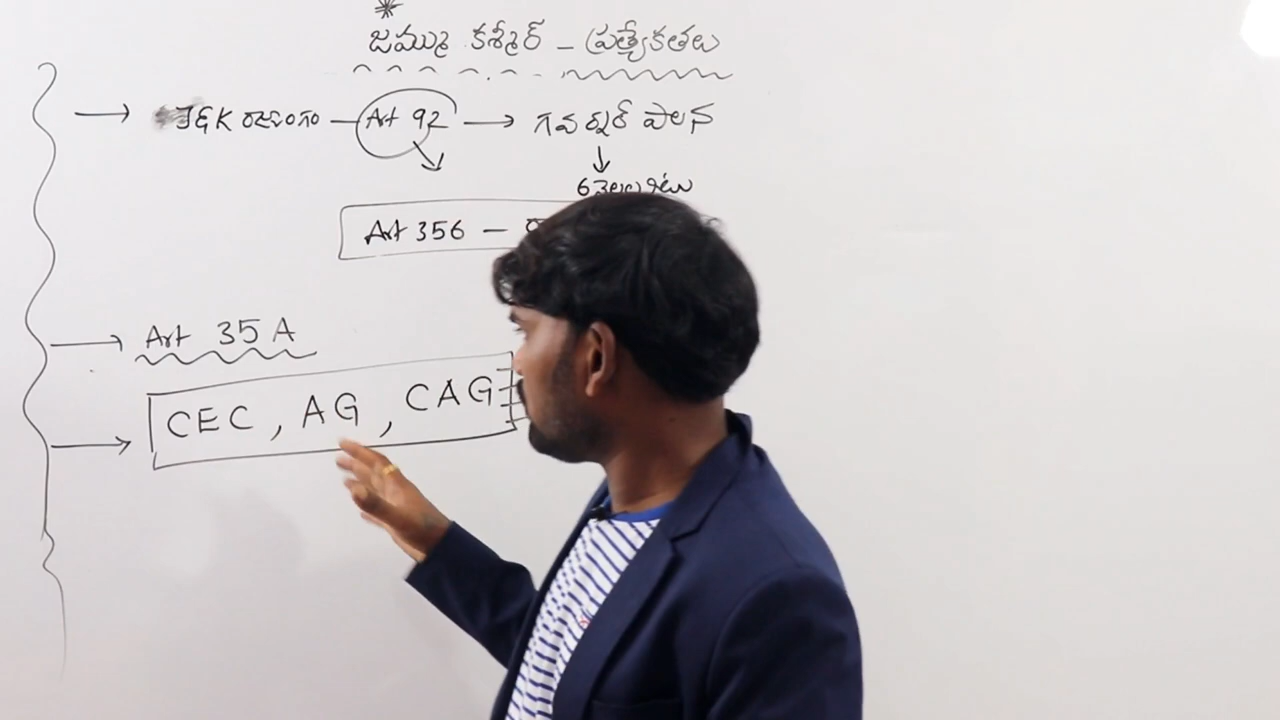 *
జమ్ము కశ్మీర్ - ప్రత్యేకతలు
→ J&K రాజ్యాంగం - Art 92 → గవర్నర్ పాలన
↓
6 నెలలు
Art 356 -
→ Art 35 A
→ CEC, AG, CAG